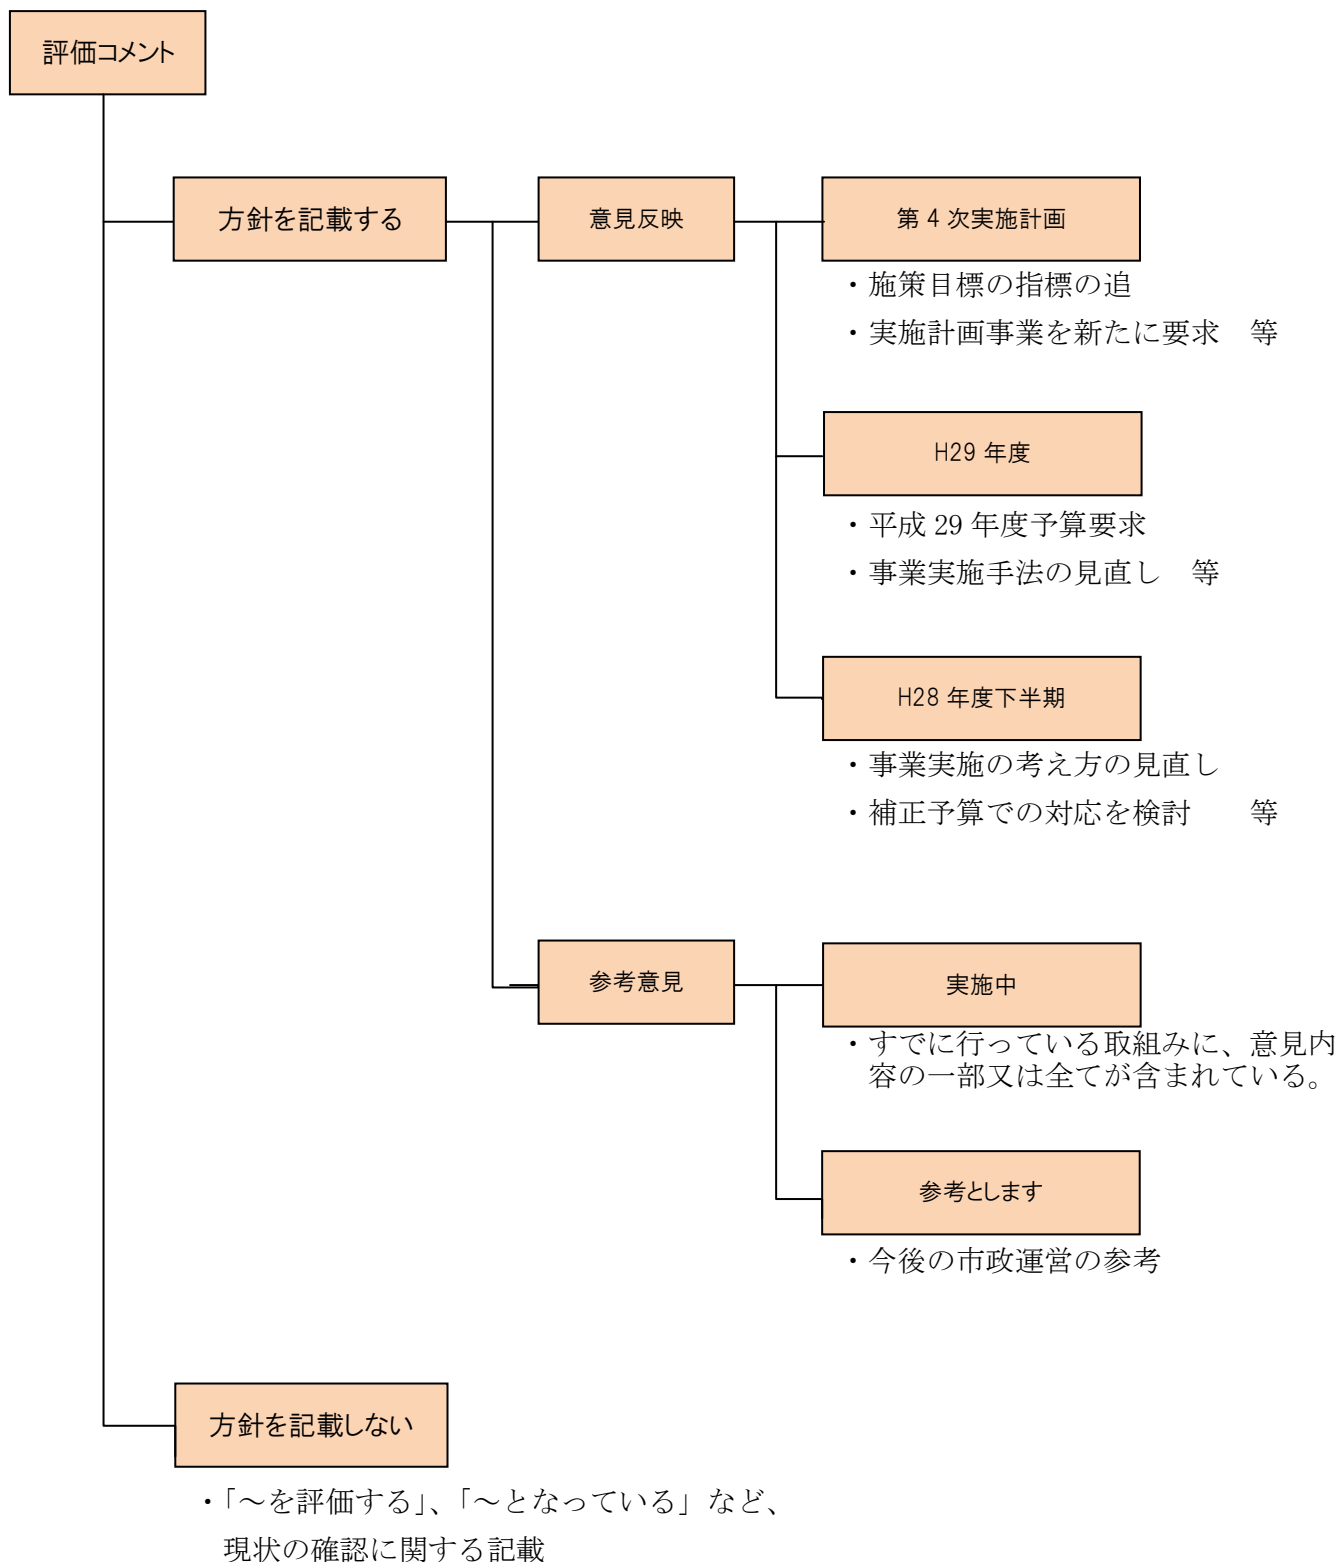 評価コメント
方針を記載する
意見反映
第 4 次実施計画
・施策目標の指標の追
・実施計画事業を新たに要求　等
H29 年度
・平成 29 年度予算要求
・事業実施手法の見直し　等
H28 年度下半期
・事業実施の考え方の見直し
・補正予算での対応を検討　　等
参考意見
実施中
・すでに行っている取組みに、意見内
容の一部又は全てが含まれている。
参考とします
・今後の市政運営の参考
方針を記載しない
・「～を評価する」、「～となっている」など、
現状の確認に関する記載